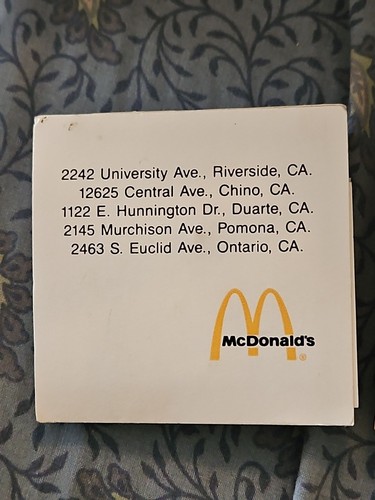 2242 University Ave., Riverside, CA.
12625 Central Ave., Chino, CA.
1122 E. Hunnington Dr., Duarte, CA.
2145 Murchison Ave., Pomona, CA.
2463 S. Euclid Ave., Ontario, CA.
McDonald's
®